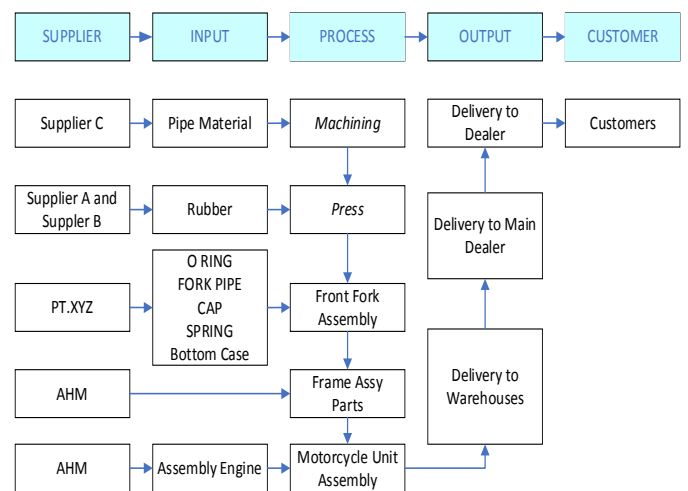 SUPPLIER
INPUT
PROCESS
OUTPUT
CUSTOMER
Supplier C
Pipe Material
Machining
Delivery to
Dealer
Customers
Supplier A and
Suppler B
Rubber
Press
Delivery to Main
Dealer
PT.XYZ
O RING
FORK PIPE
CAP
SPRING
Bottom Case
Front Fork
Assembly
AHM
Frame Assy
Parts
Delivery to
Warehouses
AHM
Assembly Engine
Motorcycle Unit
Assembly